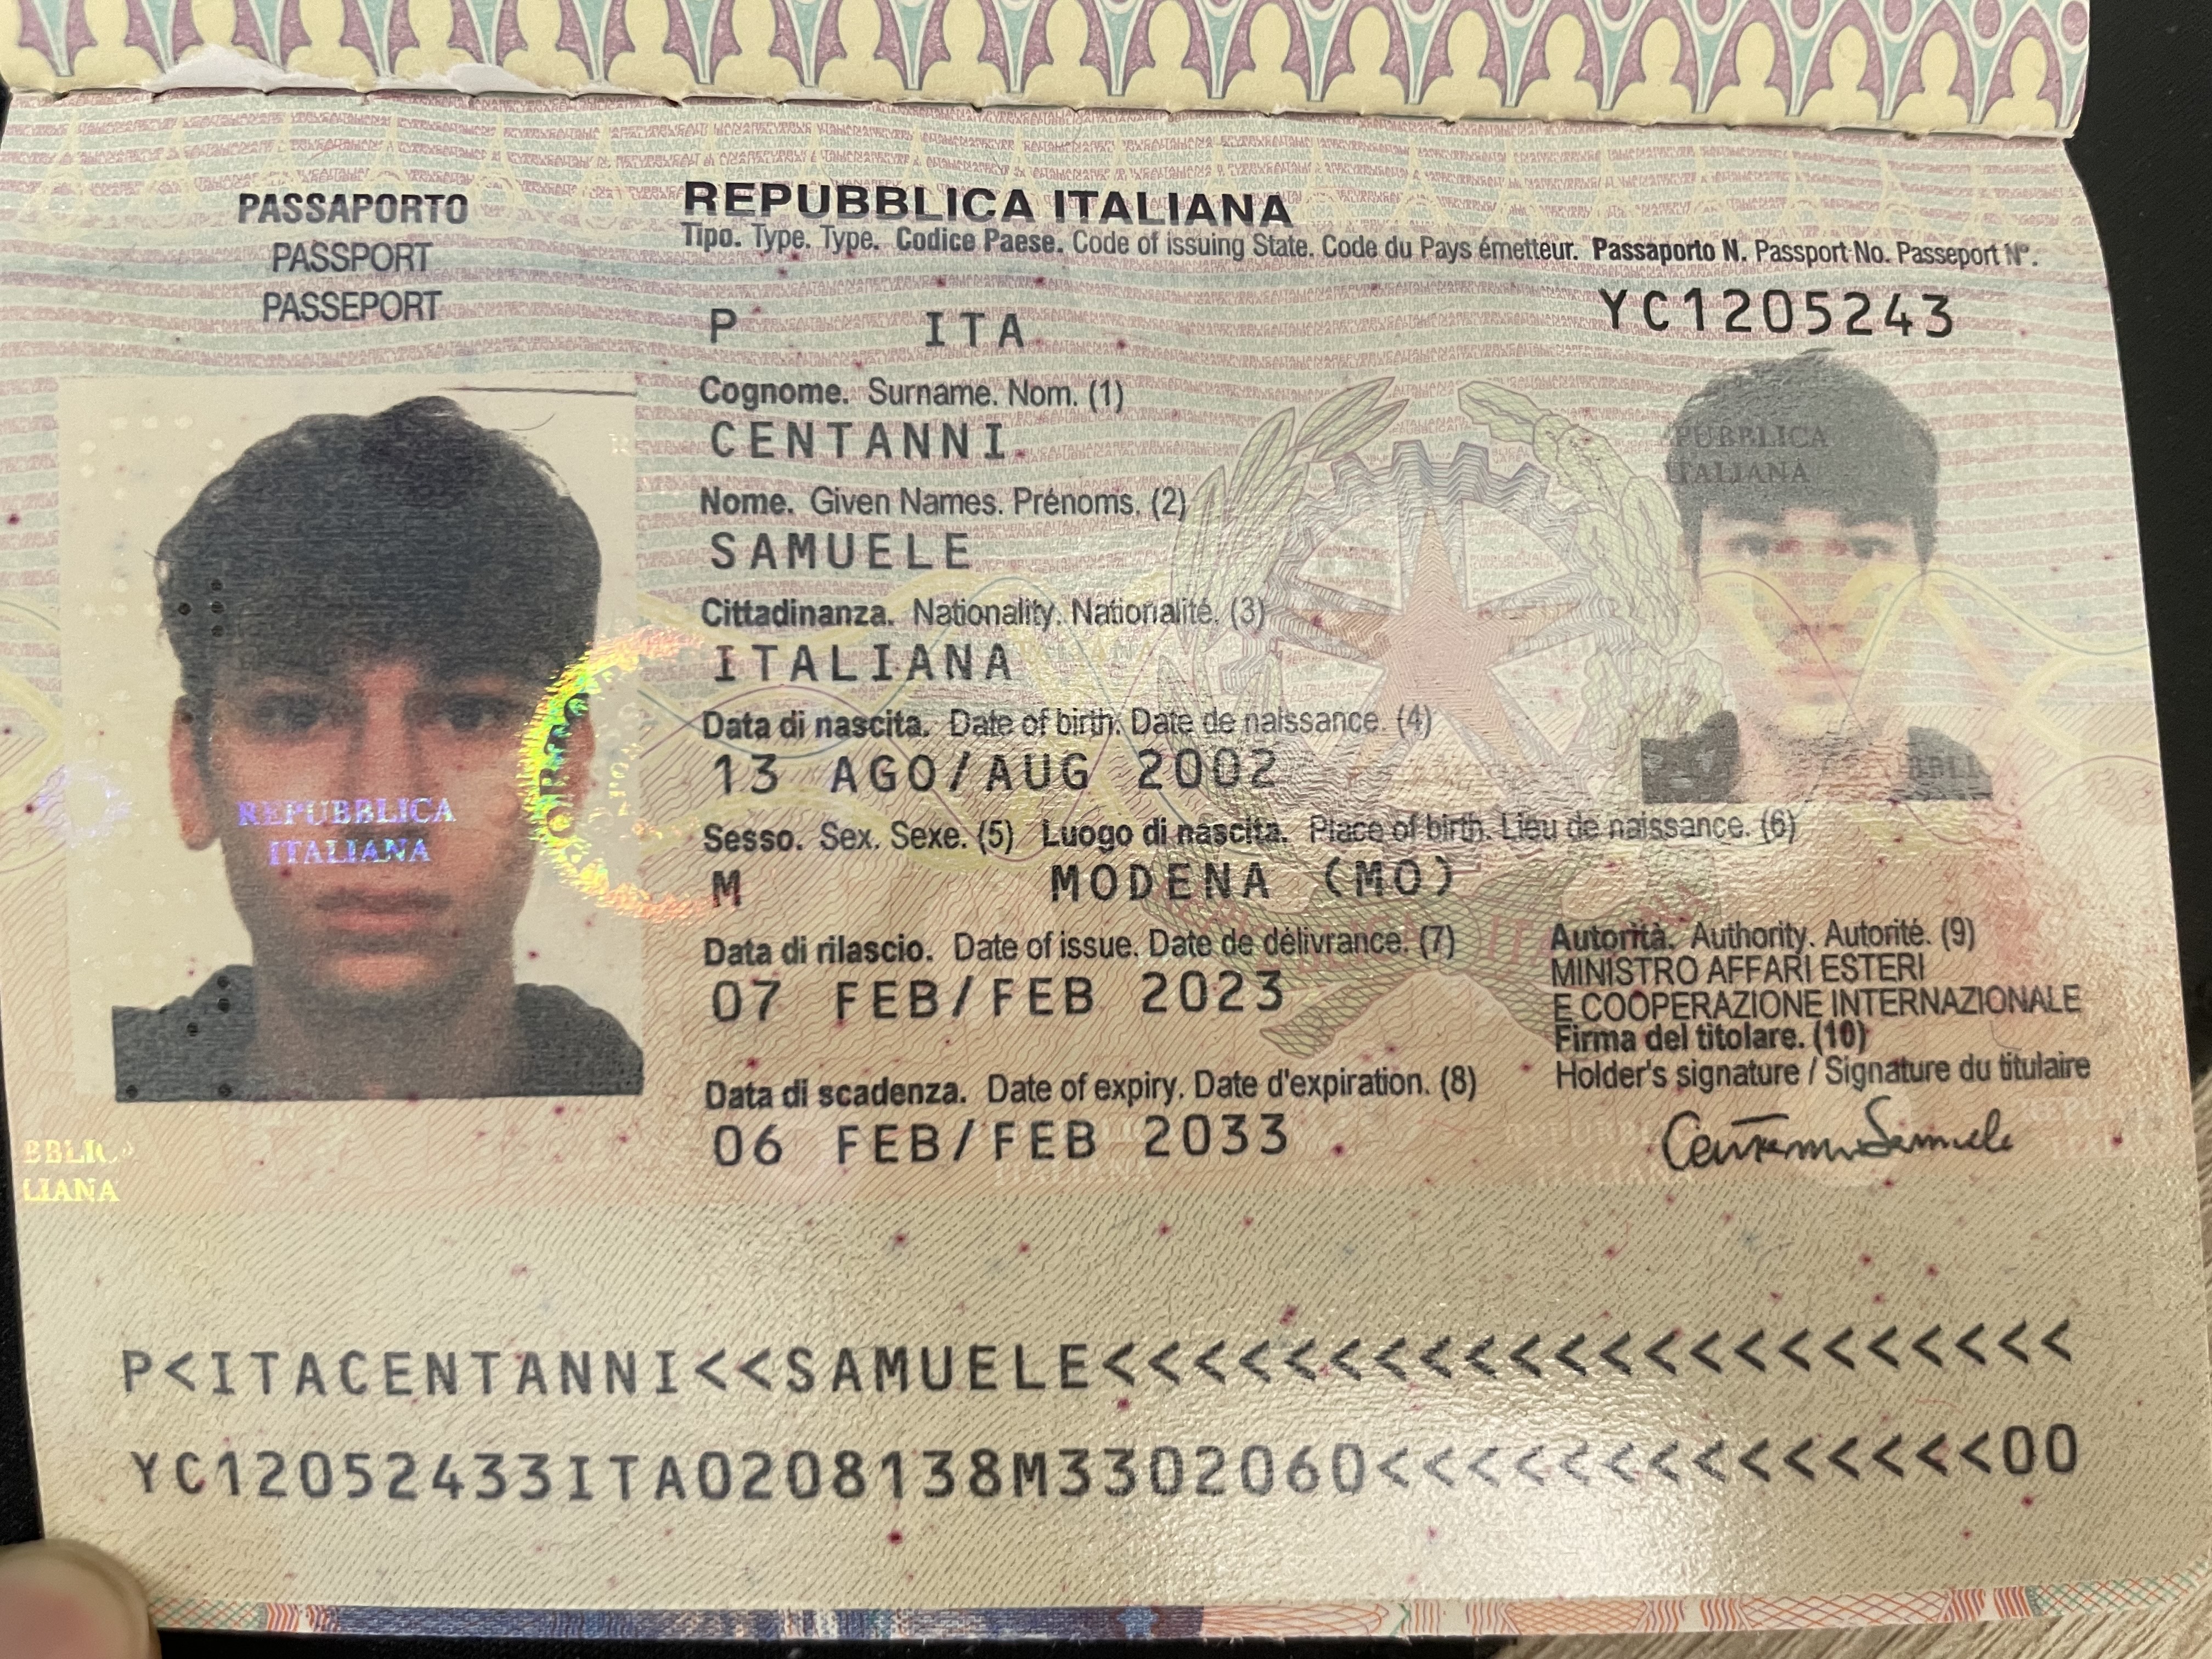 PASSAPORTO
PASSPORT
PASSEPORT
REPUBBLICA ITALIANA
Tipo. Type. Type. Codice Paese. Code of issuing State. Code du Pays émetteur. Passaporto N. Passport No. Passeport N°.
P ITA YC1205243
Cognome. Surname. Nom. (1)
CENTANNI
Nome. Given Names. Prénoms. (2)
SAMUELE
Cittadinanza. Nationality. Nationalité. (3)
ITALIANA
Data di nascita. Date of birth. Date de naissance. (4)
13 AGO/AUG 2002
Sesso. Sex. Sexe. (5) Luogo di nascita. Place of birth. Lieu de naissance. (6)
M MODENA (MO)
Data di rilascio. Date of issue. Date de délivrance. (7)
07 FEB/FEB 2023
Data di scadenza. Date of expiry. Date d'expiration. (8)
06 FEB/FEB 2033
Autorità. Authority. Autorité. (9)
MINISTRO AFFARI ESTERI
E COOPERAZIONE INTERNAZIONALE
Firma del titolare. (10)
Holder's signature / Signature du titulaire
Centanni Samuele
REPUBBLICA
ITALIANA
P<ITACENTANNI<<SAMUELE<<<<<<<<<<<<<<<<<<<<<<
YC12052433ITA0208138M3302060<<<<<<<<<<<<<<00